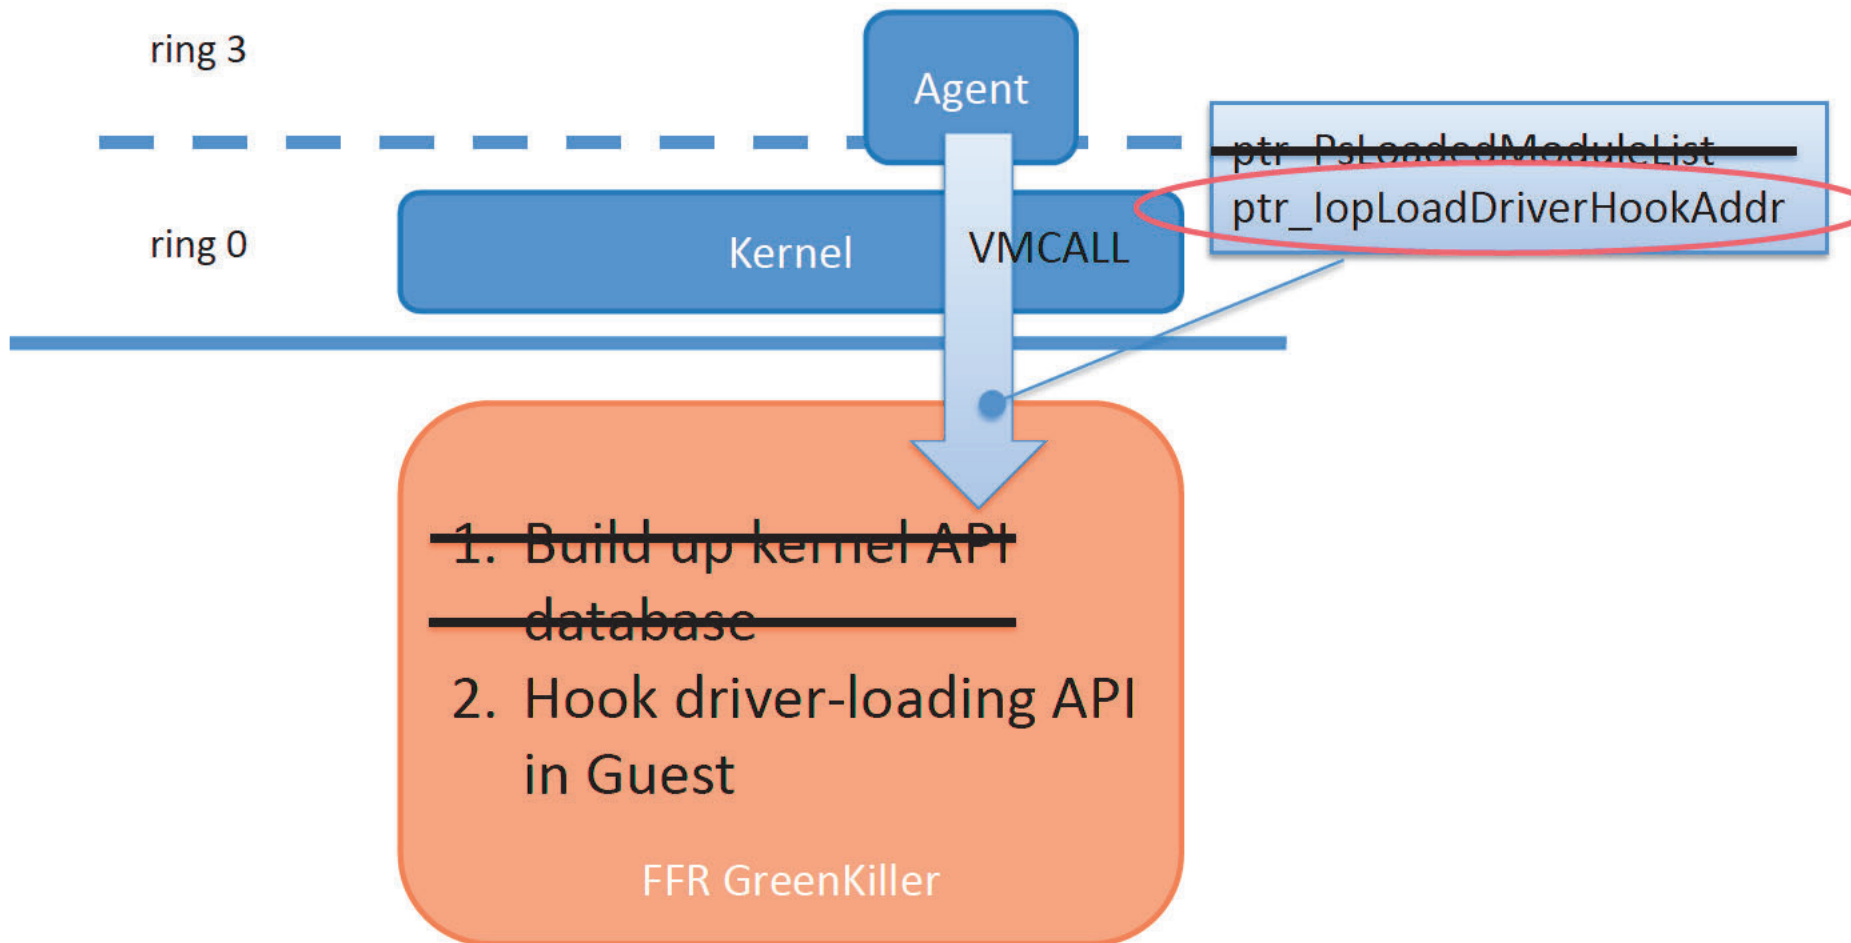 ring 3
Agent
ptr_PsLoadedModuleList
ptr_IopLoadDriverHookAddr
ring 0
Kernel
VMCALL
1. Build up kernel API
database
2. Hook driver-loading API
in Guest
FFR GreenKiller